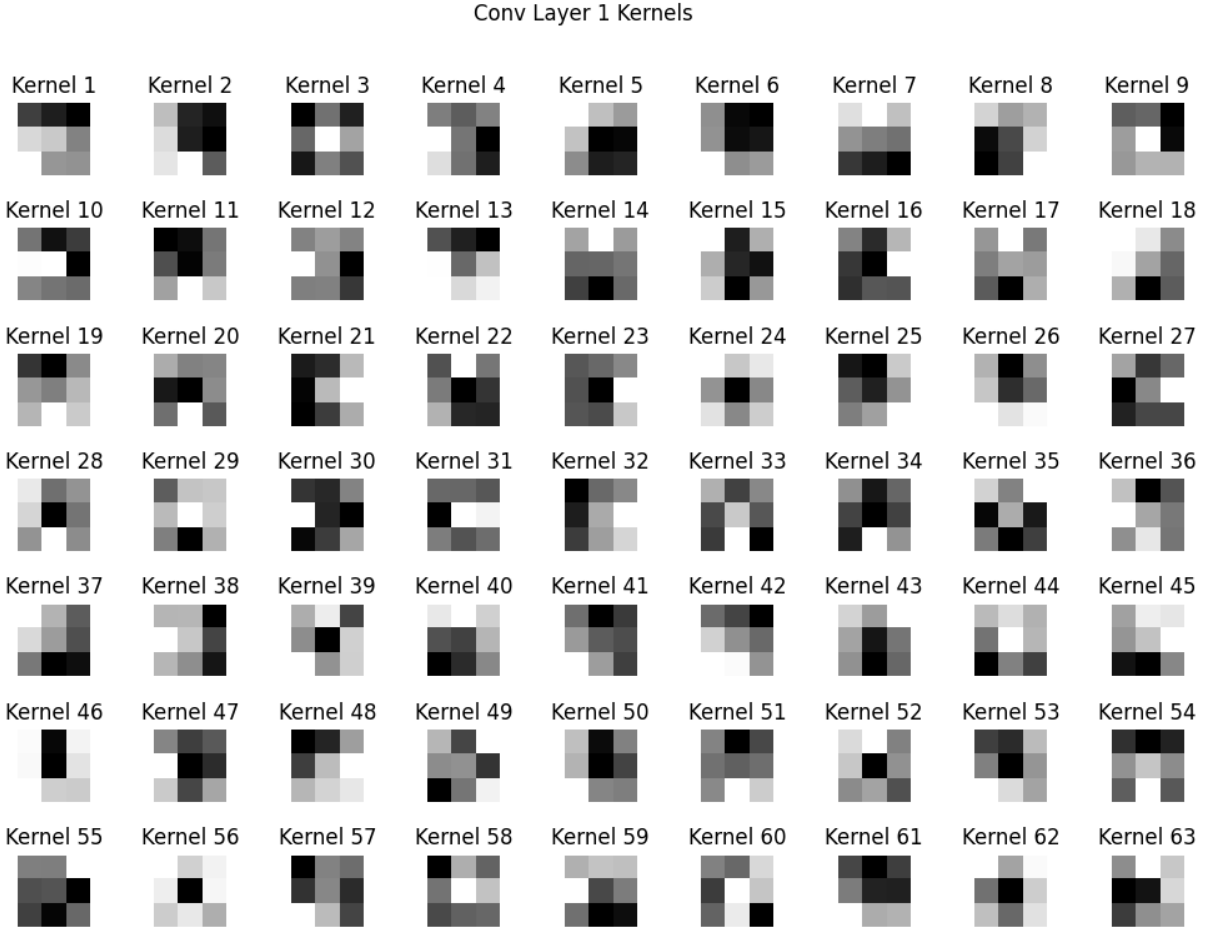 Conv Layer 1 Kernels
Kernel 1 Kernel 2 Kernel 3 Kernel 4 Kernel 5 Kernel 6 Kernel 7 Kernel 8 Kernel 9
Kernel 10 Kernel 11 Kernel 12 Kernel 13 Kernel 14 Kernel 15 Kernel 16 Kernel 17 Kernel 18
Kernel 19 Kernel 20 Kernel 21 Kernel 22 Kernel 23 Kernel 24 Kernel 25 Kernel 26 Kernel 27
Kernel 28 Kernel 29 Kernel 30 Kernel 31 Kernel 32 Kernel 33 Kernel 34 Kernel 35 Kernel 36
Kernel 37 Kernel 38 Kernel 39 Kernel 40 Kernel 41 Kernel 42 Kernel 43 Kernel 44 Kernel 45
Kernel 46 Kernel 47 Kernel 48 Kernel 49 Kernel 50 Kernel 51 Kernel 52 Kernel 53 Kernel 54
Kernel 55 Kernel 56 Kernel 57 Kernel 58 Kernel 59 Kernel 60 Kernel 61 Kernel 62 Kernel 63